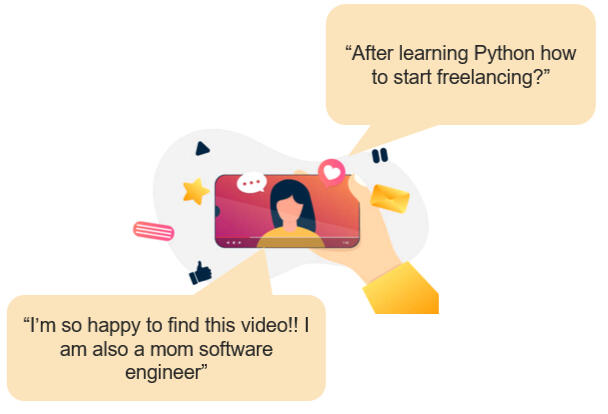 “After learning Python how
to start freelancing?”
“I’m so happy to find this video!! I
am also a mom software
engineer”